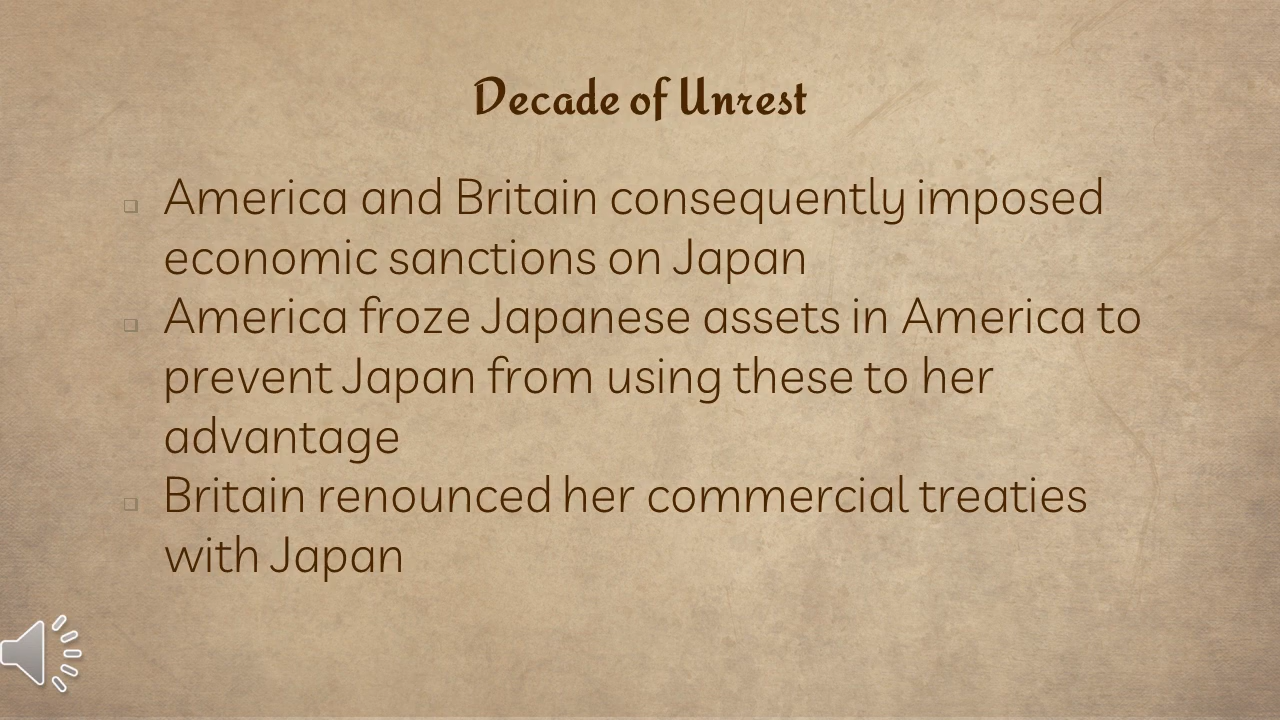 Decade of Unrest
America and Britain consequently imposed
economic sanctions on Japan
America froze Japanese assets in America to
prevent Japan from using these to her
advantage
Britain renounced her commercial treaties
with Japan